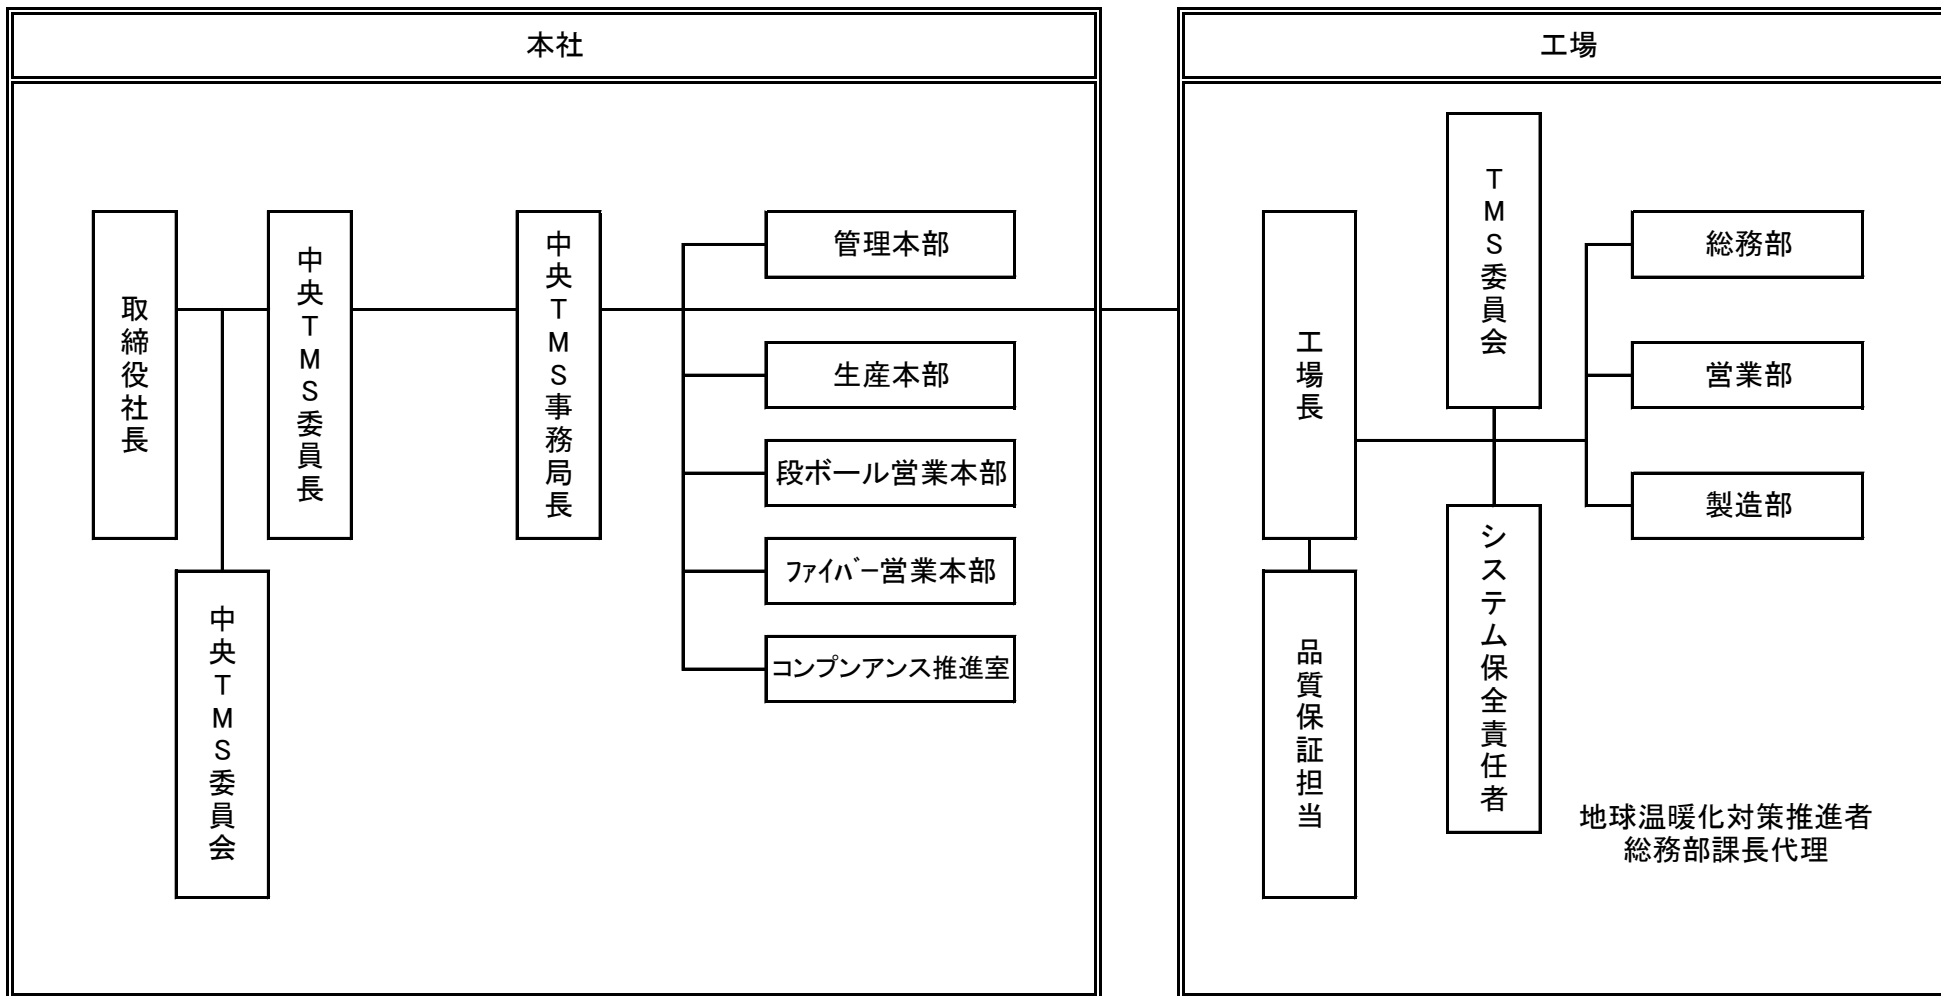 本社
取締役社長
中央TMS委員会
中央TMS委員長
中央TMS事務局長
管理本部
生産本部
段ボール営業本部
ﾌｧｲﾊﾞｰ営業本部
コンプンアンス推進室
工場
工場長
品質保証担当
TMS委員会
システム保全責任者
総務部
営業部
製造部
地球温暖化対策推進者
総務部課長代理